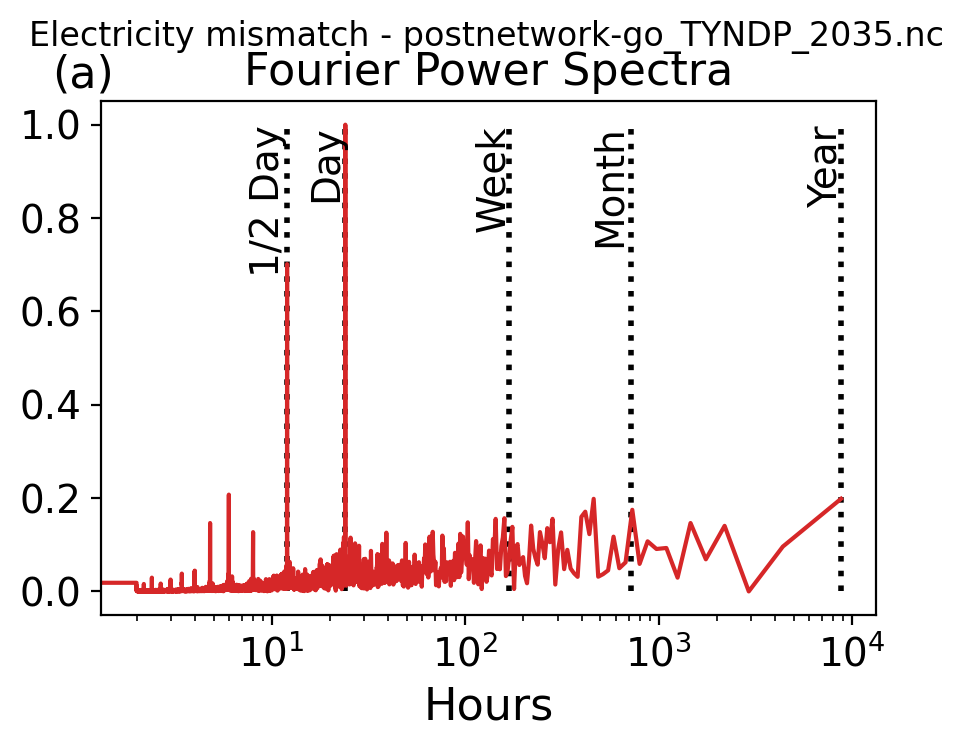 Electricity mismatch - postnetwork-go_TYNDP_2035.nc
(a) Fourier Power Spectra
1.0
0.8
0.6
0.4
0.2
0.0
1/2 Day
Day
Week
Month
Year
10¹ 10² 10³ 10⁴
Hours